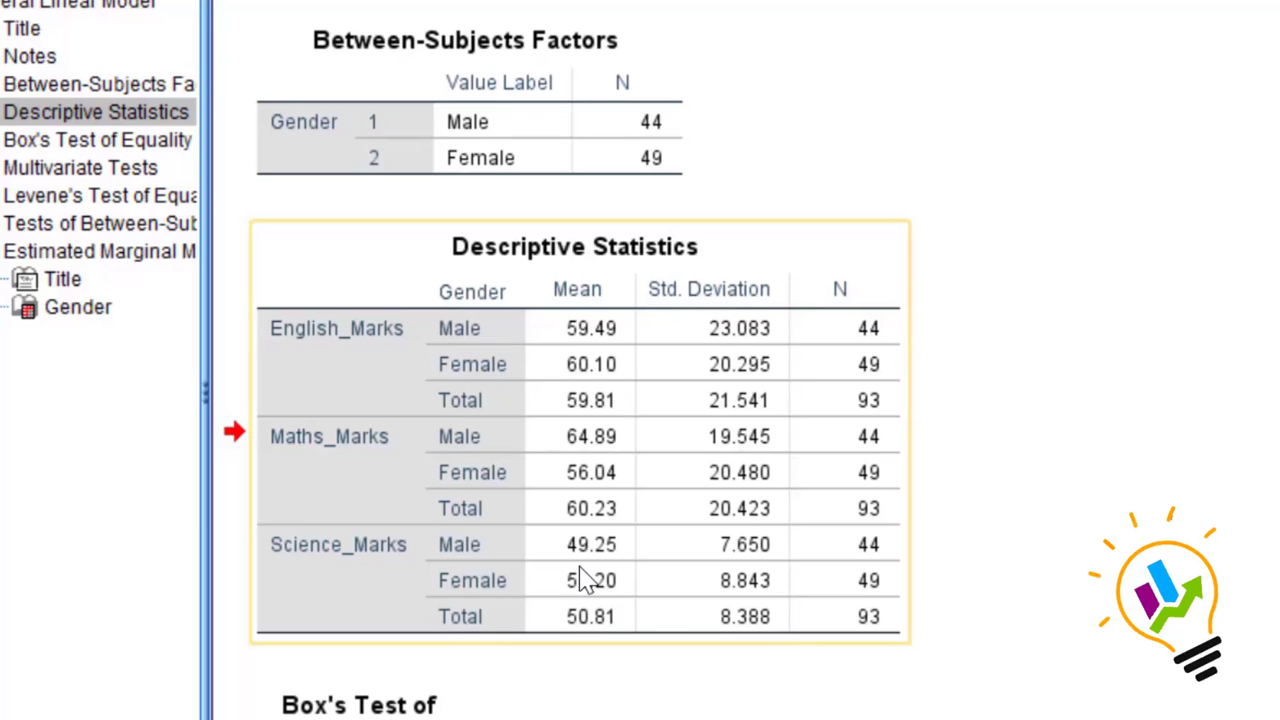 eral Linear Model
Title
Notes
Between-Subjects Fa
Descriptive Statistics
Box's Test of Equality
Multivariate Tests
Levene's Test of Equa
Tests of Between-Sub
Estimated Marginal M
Title
Gender
Between-Subjects Factors
Value Label N
Gender 1 Male 44
2 Female 49
Descriptive Statistics
Gender Mean Std. Deviation N
English_Marks Male 59.49 23.083 44
Female 60.10 20.295 49
Total 59.81 21.541 93
Maths_Marks Male 64.89 19.545 44
Female 56.04 20.480 49
Total 60.23 20.423 93
Science_Marks Male 49.25 7.650 44
Female 8.843 49
Total 50.81 8.388 93
Box's Test of